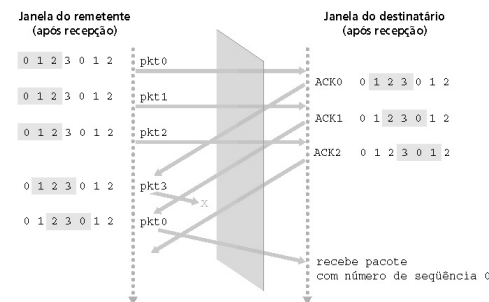 Janela do remetente
(após recepção)
Janela do destinatário
(após recepção)
0 1 2 3 0 1 2
pkt0
ACK0
0 1 2 3 0 1 2
0 1 2 3 0 1 2
pkt1
ACK1
0 1 2 3 0 1 2
0 1 2 3 0 1 2
pkt2
ACK2
0 1 2 3 0 1 2
0 1 2 3 0 1 2
pkt3
X
0 1 2 3 0 1 2
pkt0
recebe pacote
com número de seqüência 0